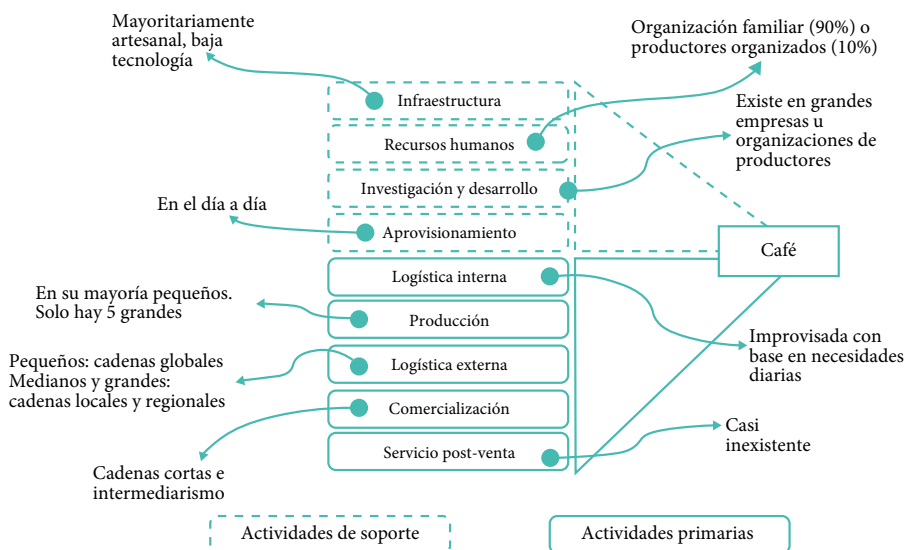 Mayoritariamente
artesanal, baja
tecnología
Organización familiar (90%) o
productores organizados (10%)
Infraestructura
Existe en grandes
empresas u
organizaciones de
productores
Recursos humanos
Investigación y desarrollo
En el día a día
Aprovisionamiento
Café
Logística interna
En su mayoría pequeños.
Solo hay 5 grandes
Producción
Improvisada con
base en necesidades
diarias
Pequeños: cadenas globales
Medianos y grandes:
cadenas locales y regionales
Logística externa
Comercialización
Casi
inexistente
Servicio post-venta
Cadenas cortas e
intermediarismo
Actividades de soporte
Actividades primarias